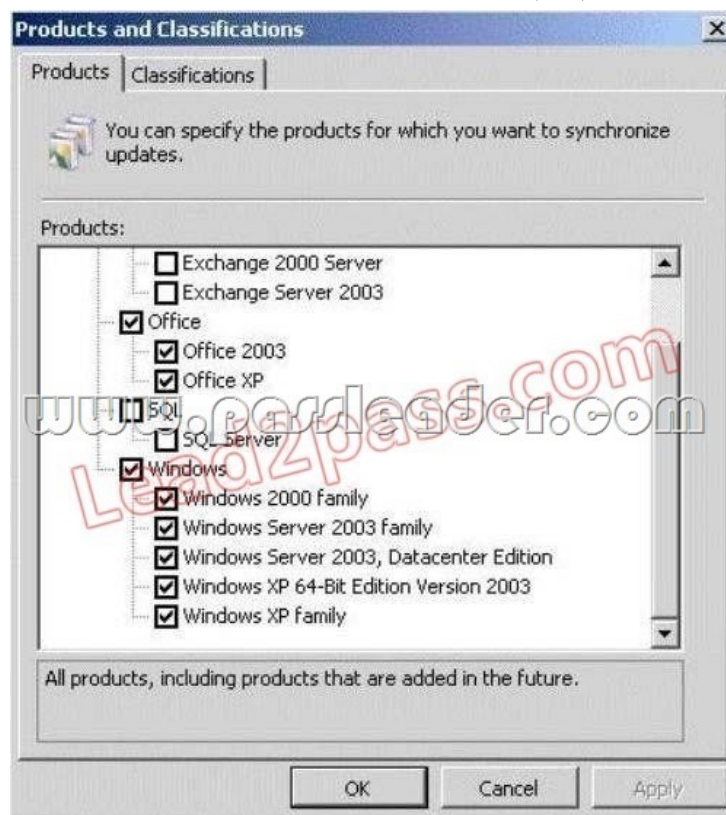 Products and Classifications
Products
Classifications
You can specify the products for which you want to synchronize
updates.
Products:
Exchange 2000 Server
Exchange Server 2003
Office
Office 2003
Office XP
SQL
SQL Server
Windows
Windows 2000 family
Windows Server 2003 family
Windows Server 2003, Datacenter Edition
Windows XP 64-Bit Edition Version 2003
Windows XP family
www.passleader.com
Lead2pass.com
All products, including products that are added in the future.
OK
Cancel
Apply